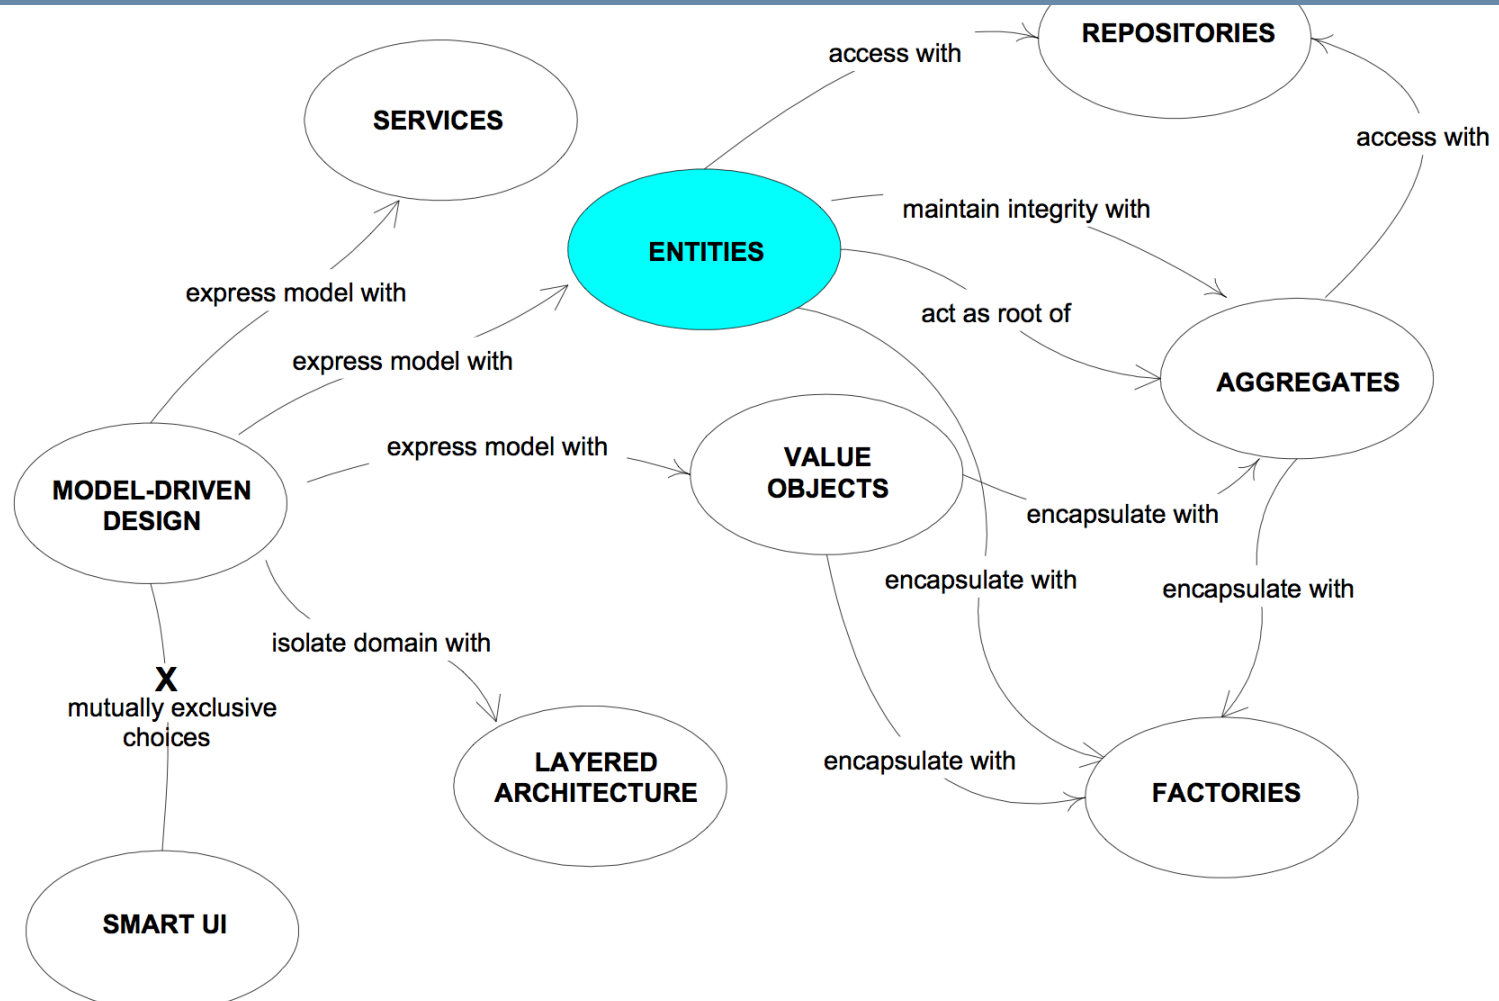 REPOSITORIES
access with
SERVICES
access with
maintain integrity with
ENTITIES
express model with
act as root of
express model with
AGGREGATES
express model with
VALUE
OBJECTS
MODEL-DRIVEN
DESIGN
encapsulate with
encapsulate with
encapsulate with
isolate domain with
X
mutually exclusive
choices
LAYERED
ARCHITECTURE
encapsulate with
FACTORIES
SMART UI